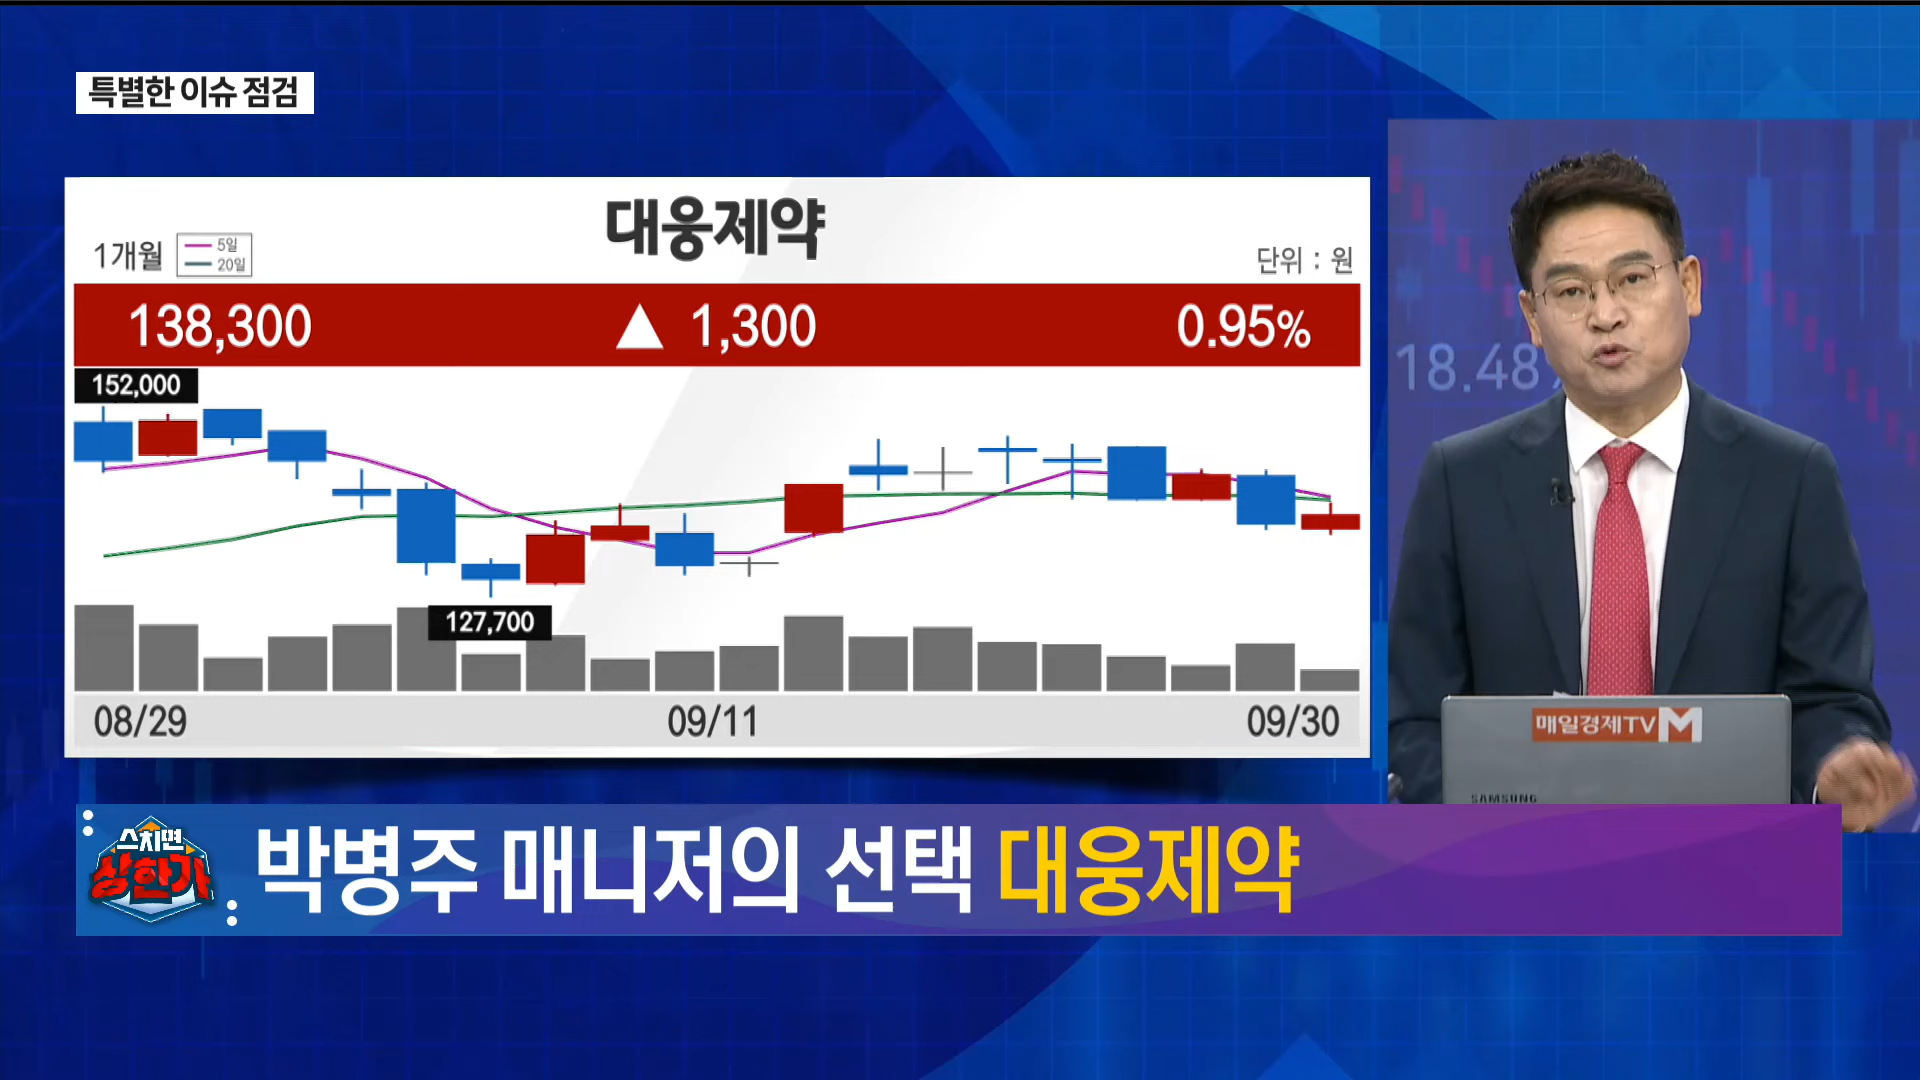 특별한 이슈 점검
대웅제약
1개월
5일
20일
단위 : 원
138,300 ▲ 1,300 0.95%
152,000
127,700
08/29 09/11 09/30
18.48%
매일경제TV M
SAMSUNG
스치면
상한가
박병주 매니저의 선택 대웅제약